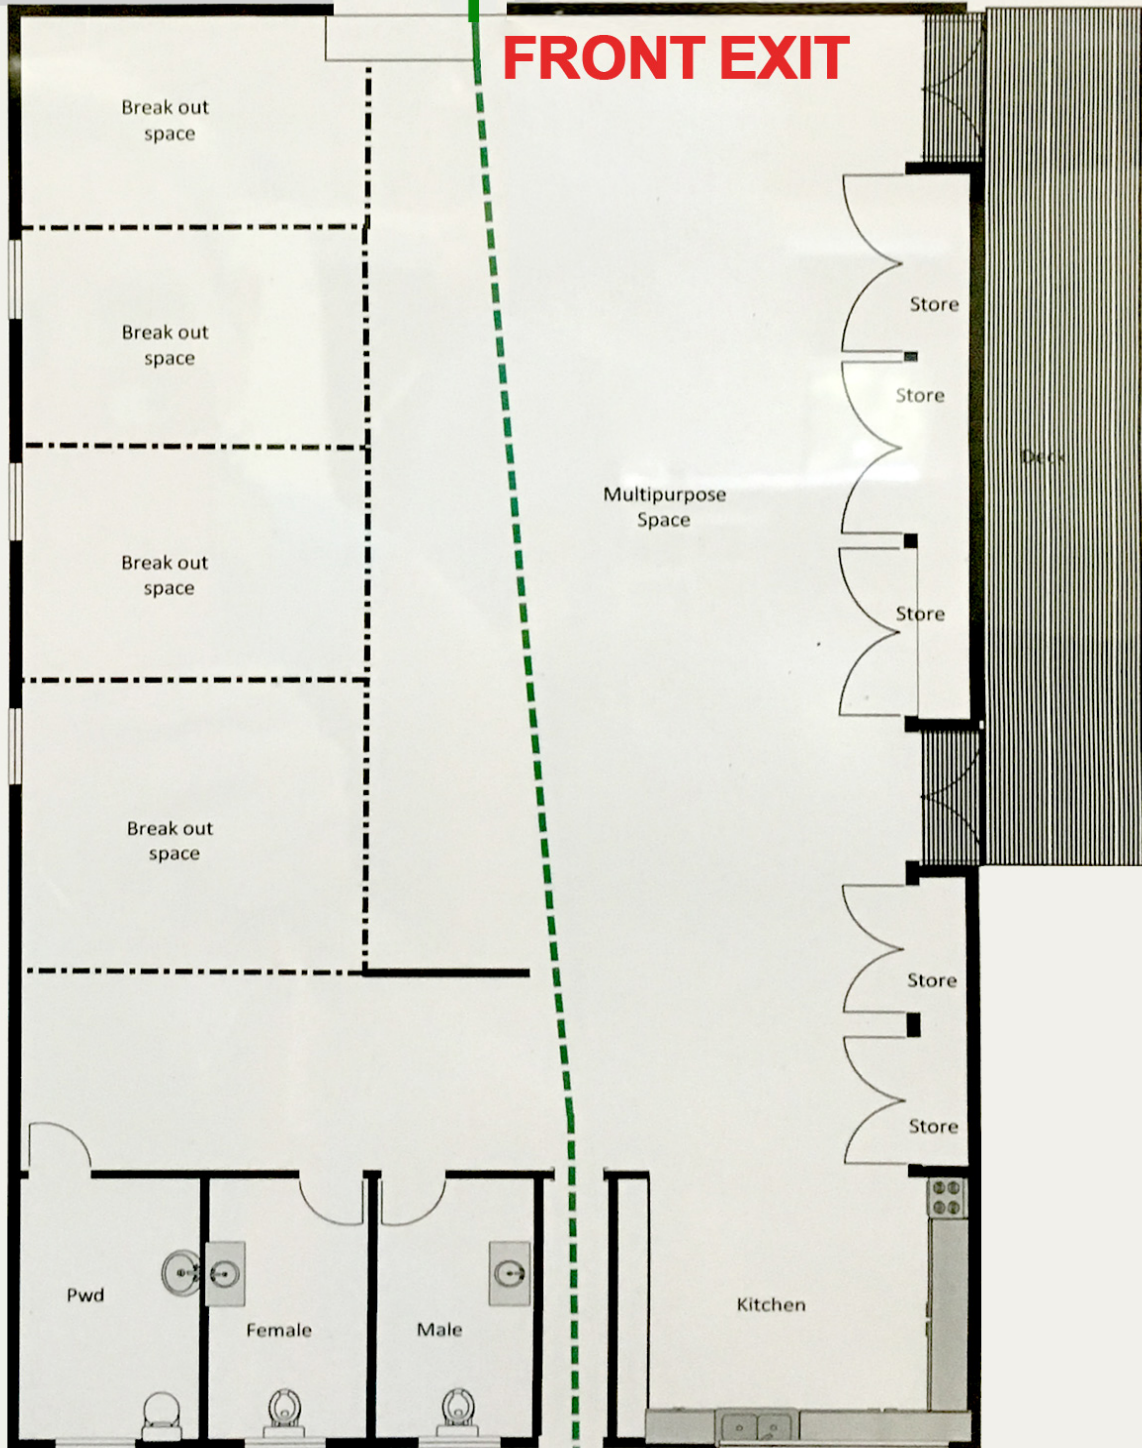 FRONT EXIT
Break out
space
Break out
space
Store
Store
Deck
Multipurpose
Space
Break out
space
Store
Break out
space
Store
Store
Pwd
Female
Male
Kitchen